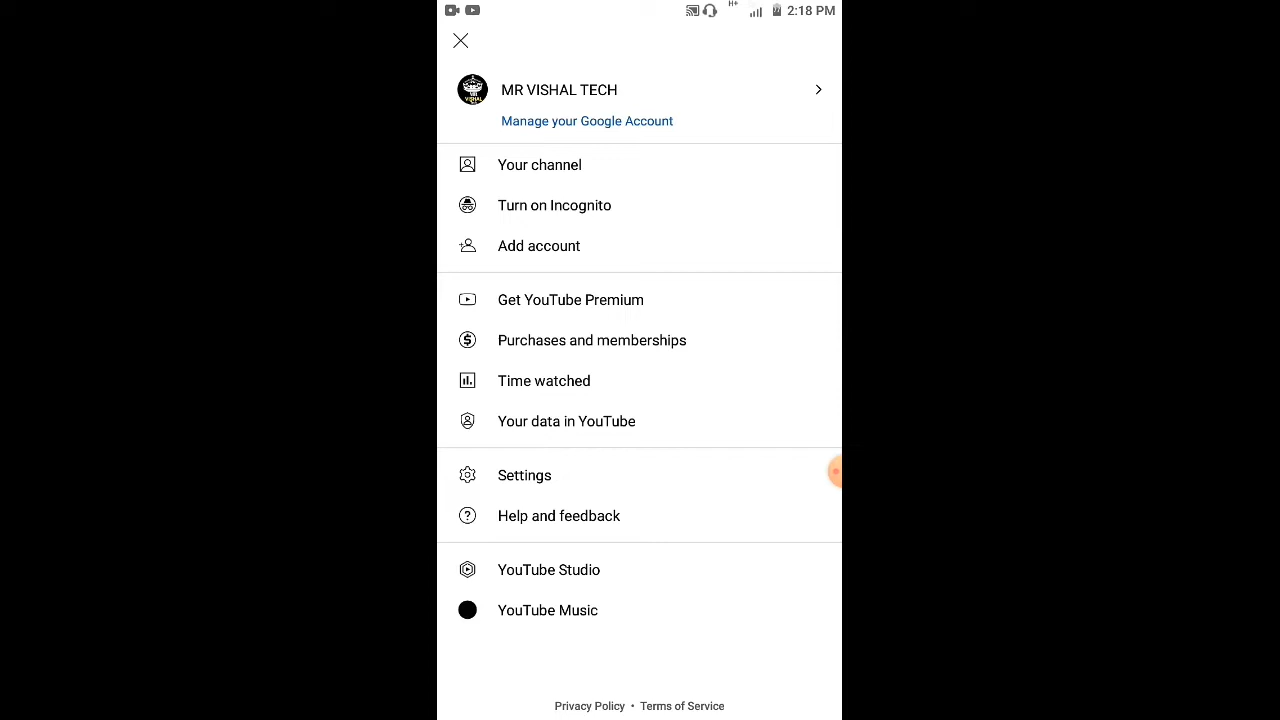 H+ 2:18 PM
MR VISHAL TECH
Manage your Google Account
Your channel
Turn on Incognito
Add account
Get YouTube Premium
Purchases and memberships
Time watched
Your data in YouTube
Settings
Help and feedback
YouTube Studio
YouTube Music
Privacy Policy • Terms of Service